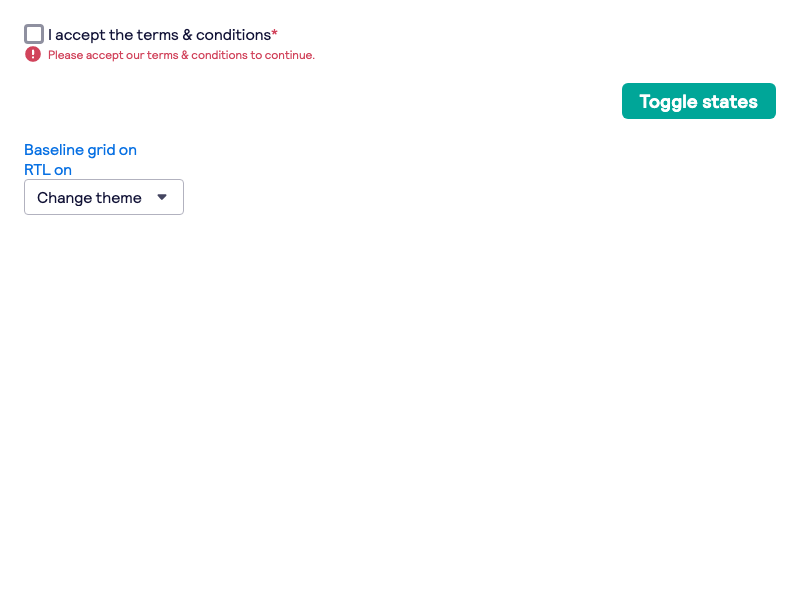 I accept the terms & conditions*
Please accept our terms & conditions to continue.
Toggle states
Baseline grid on
RTL on
Change theme